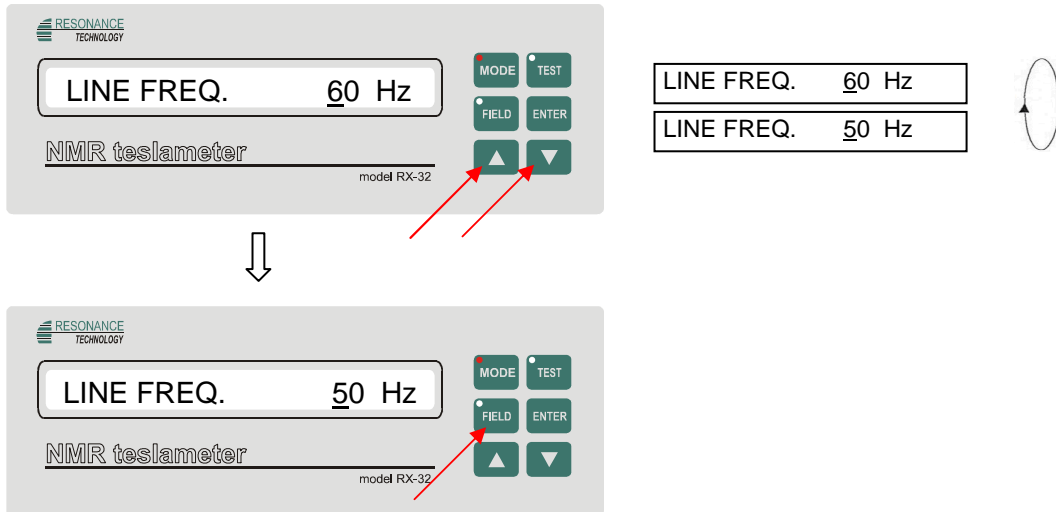 RESONANCE
TECHNOLOGY
LINE FREQ. 60 Hz
MODE TEST
FIELD ENTER
NMR teslameter
model RX-32
LINE FREQ. 60 Hz
LINE FREQ. 50 Hz
RESONANCE
TECHNOLOGY
LINE FREQ. 50 Hz
MODE TEST
FIELD ENTER
NMR teslameter
model RX-32